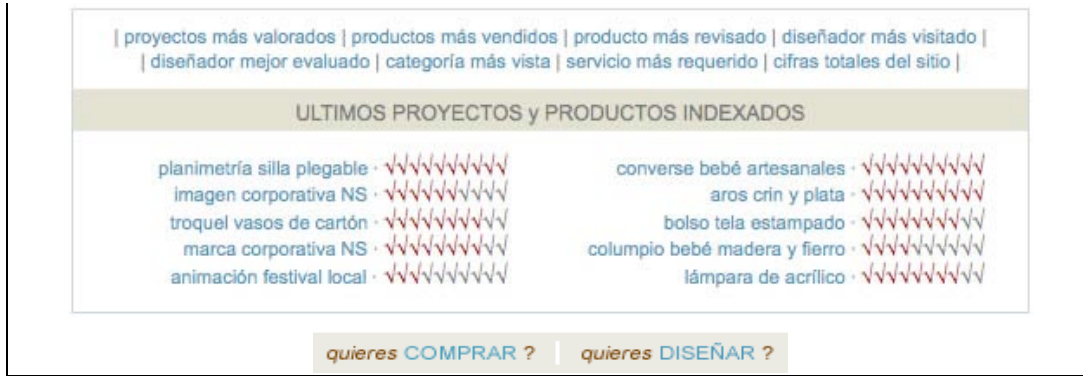 | proyectos más valorados | productos más vendidos | producto más revisado | diseñador más visitado |
| diseñador mejor evaluado | categoría más vista | servicio más requerido | cifras totales del sitio |
ULTIMOS PROYECTOS y PRODUCTOS INDEXADOS
planimetría silla plegable · √√√√√√√√√√
imagen corporativa NS · √√√√√√√√√√
troquel vasos de cartón · √√√√√√√√√√
marca corporativa NS · √√√√√√√√√√
animación festival local · √√√√√√√√√√
converse bebé artesanales · √√√√√√√√√√
aros crin y plata · √√√√√√√√√√
bolso tela estampado · √√√√√√√√√√
columpio bebé madera y fierro · √√√√√√√√√√
lámpara de acrílico · √√√√√√√√√√
quieres COMPRAR ?
quieres DISEÑAR ?